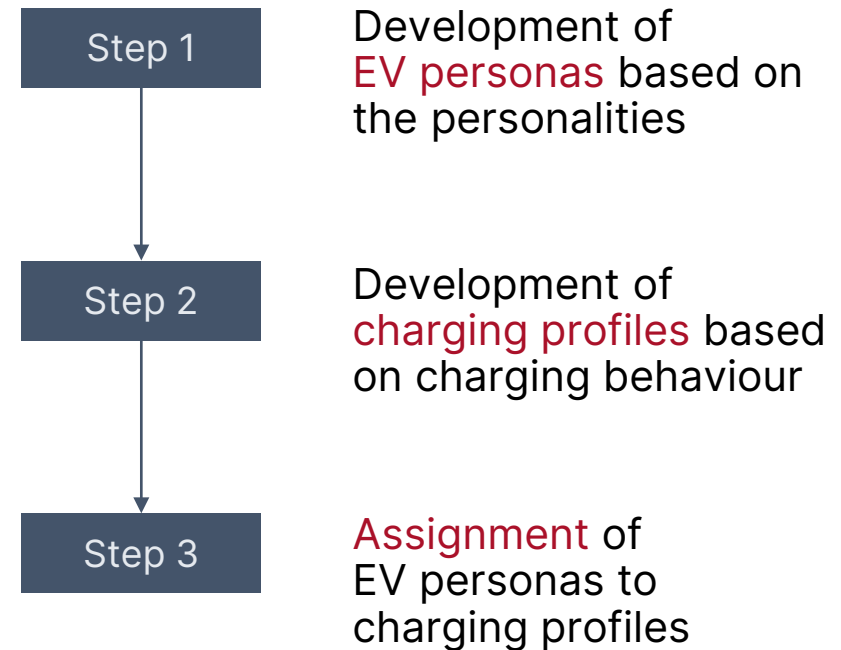 Step 1
Development of
EV personas based on
the personalities
Step 2
Development of
charging profiles based
on charging behaviour
Step 3
Assignment of
EV personas to
charging profiles